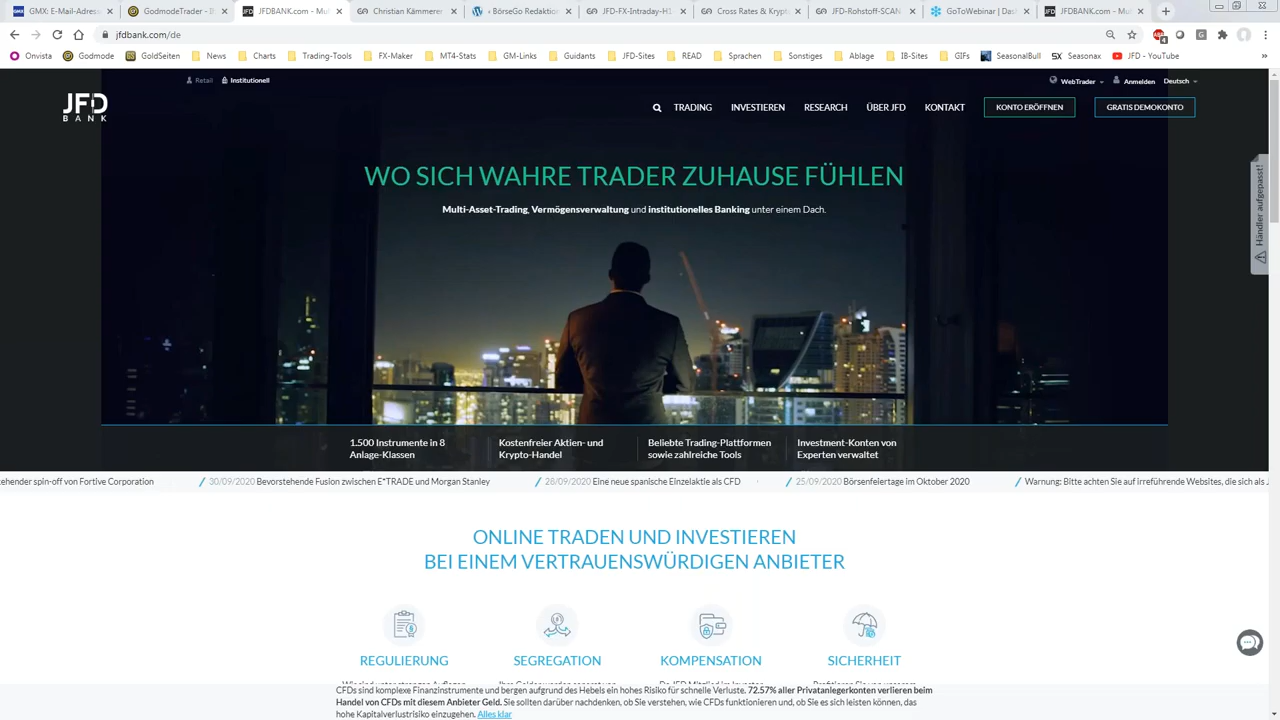 GMX: E-Mail-Adress
GodmodeTrader - I
JFDBANK.com - Mul
Christian Kämmerer
‹ BörseGo Redaktion
JFD-FX-Intraday-H1
Cross Rates & Krypt
JFD-Rohstoff-SCAN
GoToWebinar | Das
JFDBANK.com - Mul
jfdbank.com/de
Onvista
Godmode
GoldSeiten
News
Charts
Trading-Tools
FX-Maker
MT4-Stats
GM-Links
Guidants
JFD-Sites
READ
Sprachen
Sonstiges
Ablage
IB-Sites
GIFs
SeasonalBull
Seasonax
JFD - YouTube
»
Retail
Institutionell
WebTrader
Anmelden
Deutsch
JFD
BANK
TRADING
INVESTIEREN
RESEARCH
ÜBER JFD
KONTAKT
KONTO ERÖFFNEN
GRATIS DEMOKONTO
Händler aufgepasst!
WO SICH WAHRE TRADER ZUHAUSE FÜHLEN
Multi-Asset-Trading, Vermögensverwaltung und institutionelles Banking unter einem Dach.
1.500 Instrumente in 8
Anlage-Klassen
Kostenfreier Aktien- und
Krypto-Handel
Beliebte Trading-Plattformen
sowie zahlreiche Tools
Investment-Konten von
Experten verwaltet
tehender spin-off von Fortive Corporation
30/09/2020 Bevorstehende Fusion zwischen E*TRADE und Morgan Stanley
28/09/2020 Eine neue spanische Einzelaktie als CFD
25/09/2020 Börsenfeiertage im Oktober 2020
Warnung: Bitte achten Sie auf irreführende Websites, die sich als J
ONLINE TRADEN UND INVESTIEREN
BEI EINEM VERTRAUENSWÜRDIGEN ANBIETER
REGULIERUNG
SEGREGATION
KOMPENSATION
SICHERHEIT
CFDs sind komplexe Finanzinstrumente und bergen aufgrund des Hebels ein hohes Risiko für schnelle Verluste. 72.57% aller Privatanlegerkonten verlieren beim
Handel von CFDs mit diesem Anbieter Geld. Sie sollten darüber nachdenken, ob Sie verstehen, wie CFDs funktionieren und, ob Sie es sich leisten können, das
hohe Kapitalverlustrisiko einzugehen. Alles klar